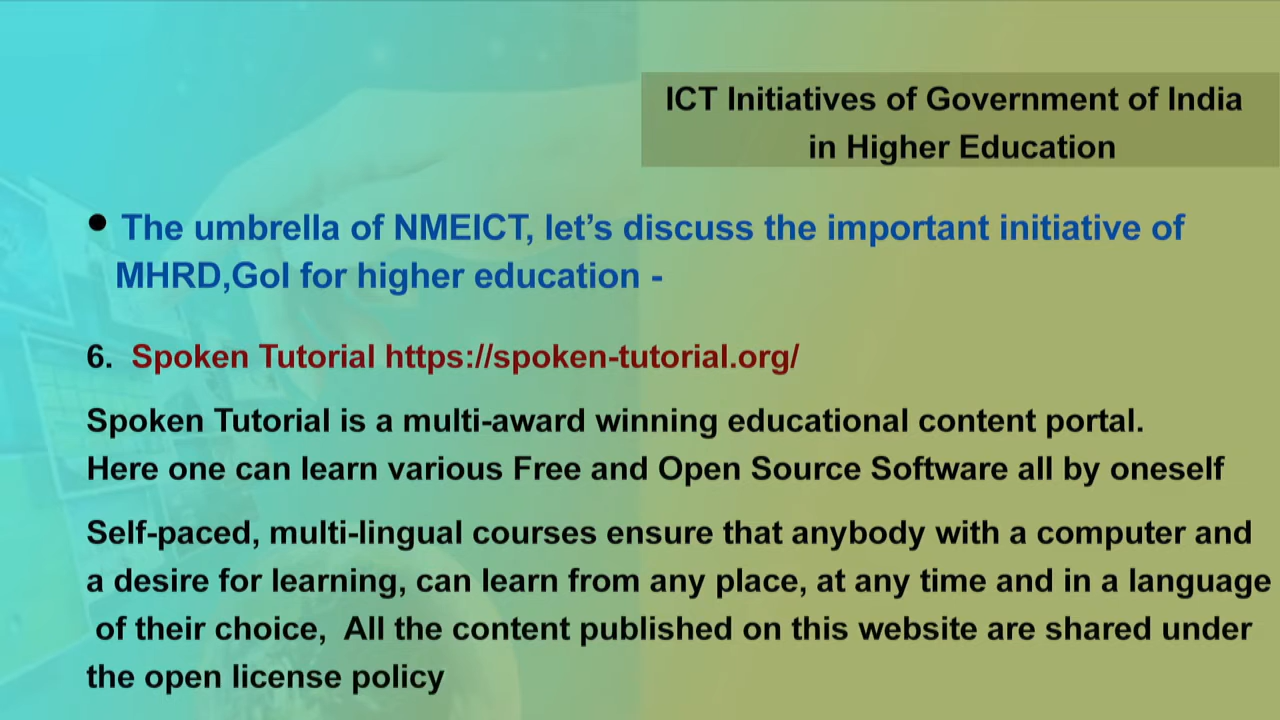 ICT Initiatives of Government of India
in Higher Education
• The umbrella of NMEICT, let’s discuss the important initiative of
MHRD,GoI for higher education -
6. Spoken Tutorial https://spoken-tutorial.org/
Spoken Tutorial is a multi-award winning educational content portal.
Here one can learn various Free and Open Source Software all by oneself
Self-paced, multi-lingual courses ensure that anybody with a computer and
a desire for learning, can learn from any place, at any time and in a language
of their choice, All the content published on this website are shared under
the open license policy